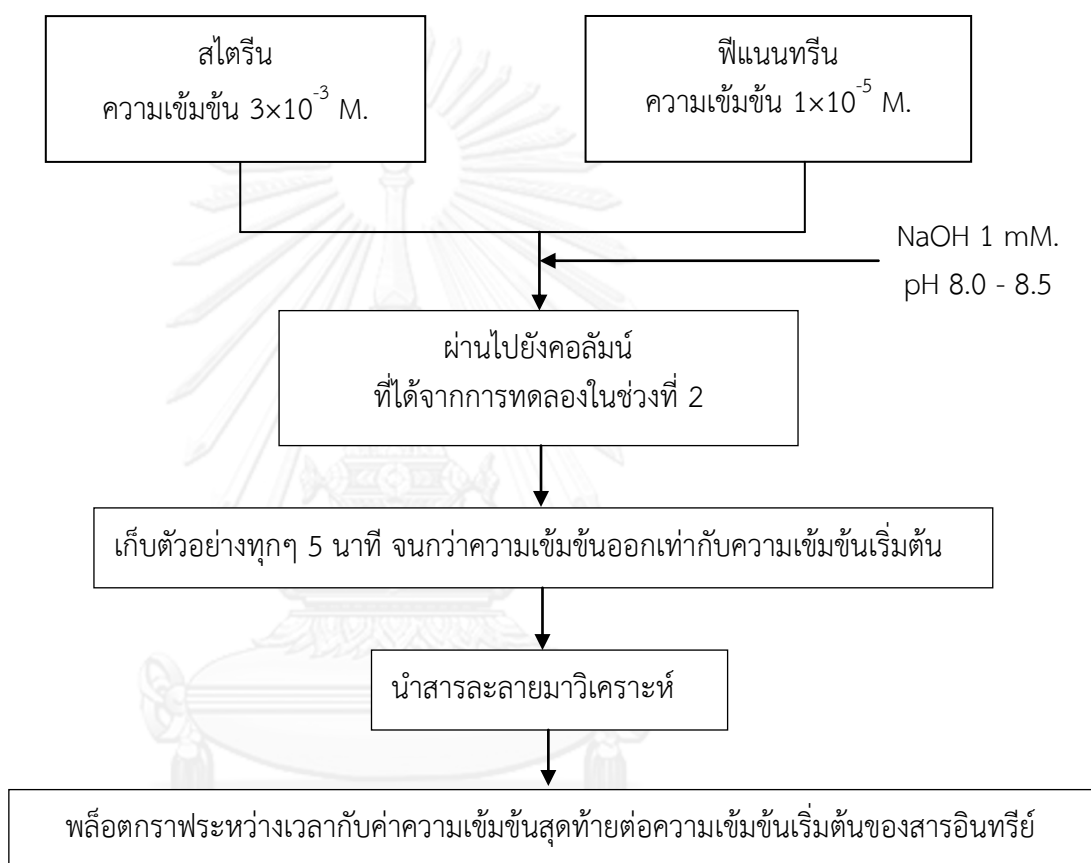 สไตรีน
ความเข้มข้น 3×10⁻³ M.
ฟีแนนทรีน
ความเข้มข้น 1×10⁻⁵ M.
NaOH 1 mM.
pH 8.0 - 8.5
ผ่านไปยังคอลัมน์
ที่ได้จากการทดลองในช่วงที่ 2
เก็บตัวอย่างทุกๆ 5 นาที จนกว่าความเข้มข้นออกเท่ากับความเข้มข้นเริ่มต้น
นำสารละลายมาวิเคราะห์
พล็อตกราฟระหว่างเวลากับค่าความเข้มข้นสุดท้ายต่อความเข้มข้นเริ่มต้นของสารอินทรีย์